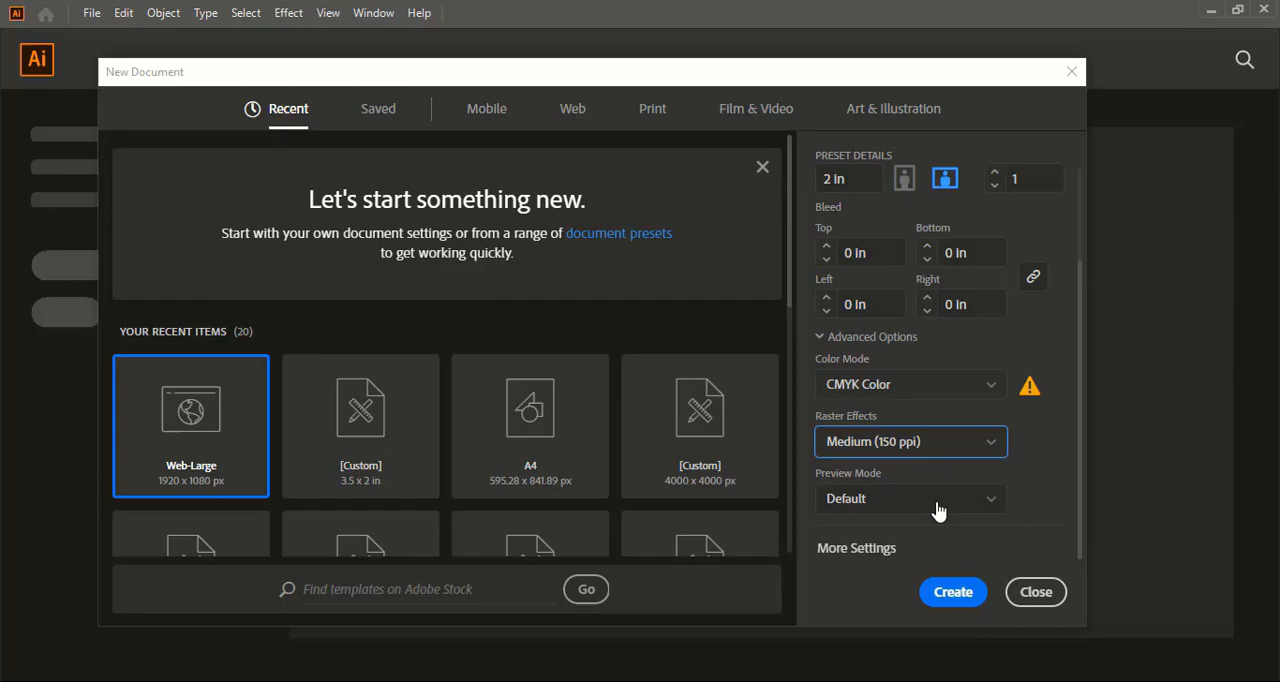 Ai
File Edit Object Type Select Effect View Window Help
Ai
New Document
Recent Saved Mobile Web Print Film & Video Art & Illustration
Let's start something new.
Start with your own document settings or from a range of document presets
to get working quickly.
YOUR RECENT ITEMS (20)
Web-Large
1920 x 1080 px
[Custom]
3.5 x 2 in
A4
595.28 x 841.89 px
[Custom]
4000 x 4000 px
Find templates on Adobe Stock
Go
PRESET DETAILS
2 in
1
Bleed
Top Bottom
0 in 0 in
Left Right
0 in 0 in
Advanced Options
Color Mode
CMYK Color
Raster Effects
Medium (150 ppi)
Preview Mode
Default
More Settings
Create Close